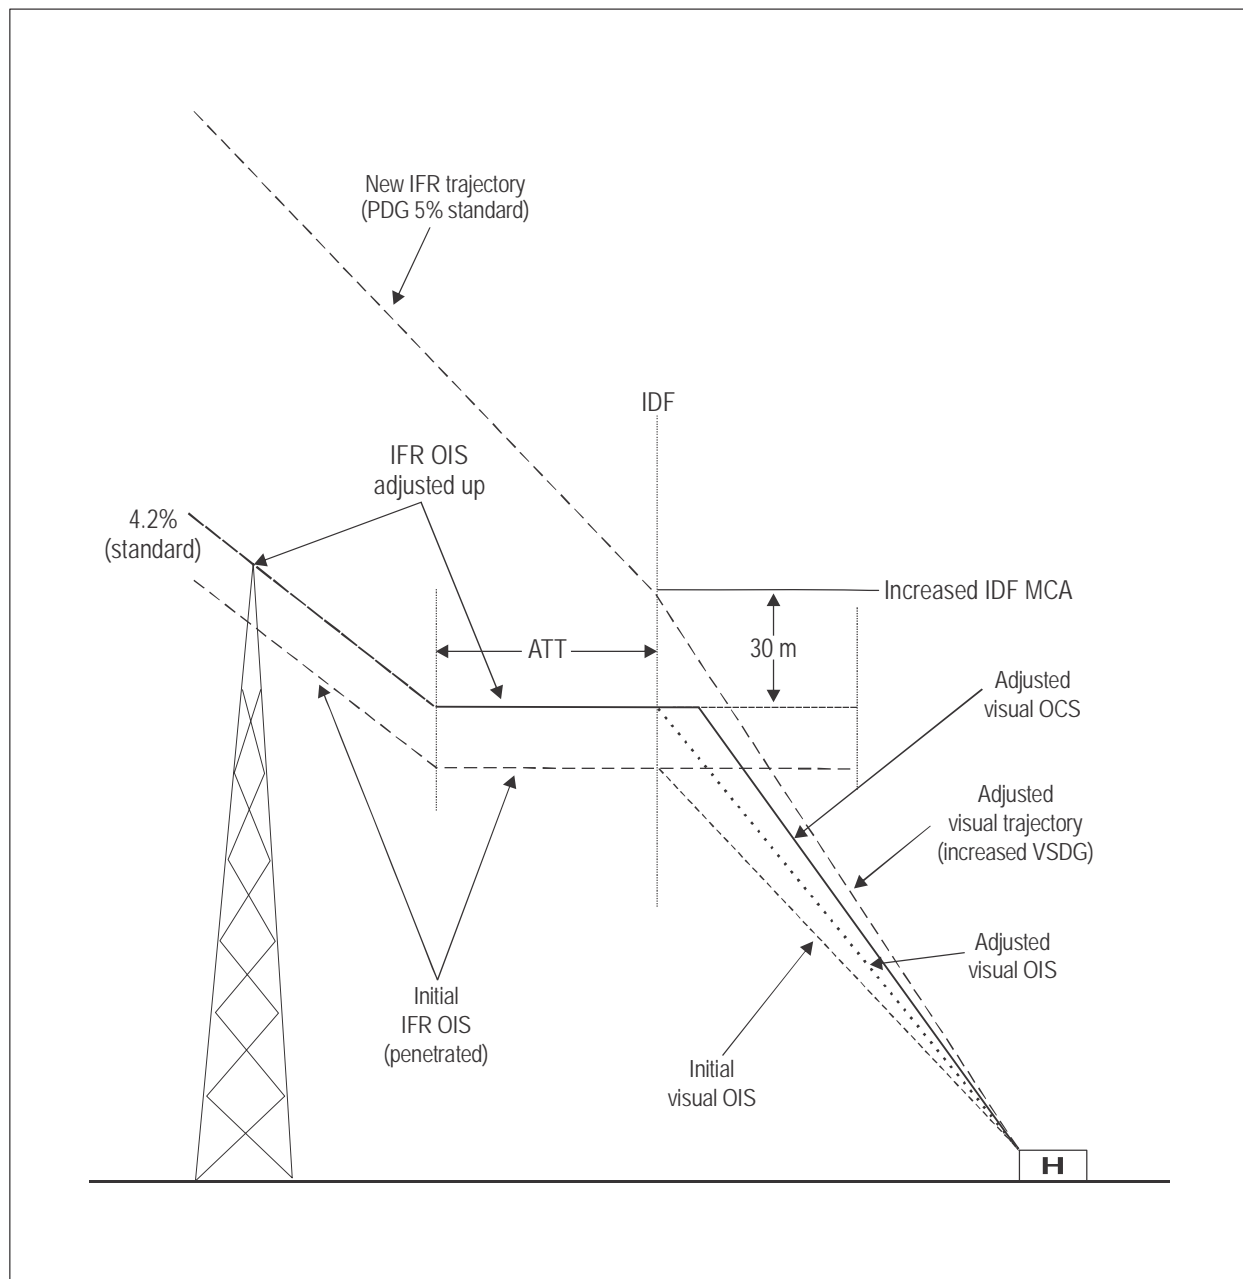 New IFR trajectory
(PDG 5% standard)
IDF
IFR OIS
adjusted up
4.2%
(standard)
Increased IDF MCA
ATT
30 m
Adjusted
visual OCS
Adjusted
visual trajectory
(increased VSDG)
Adjusted
visual OIS
Initial
IFR OIS
(penetrated)
Initial
visual OIS
H